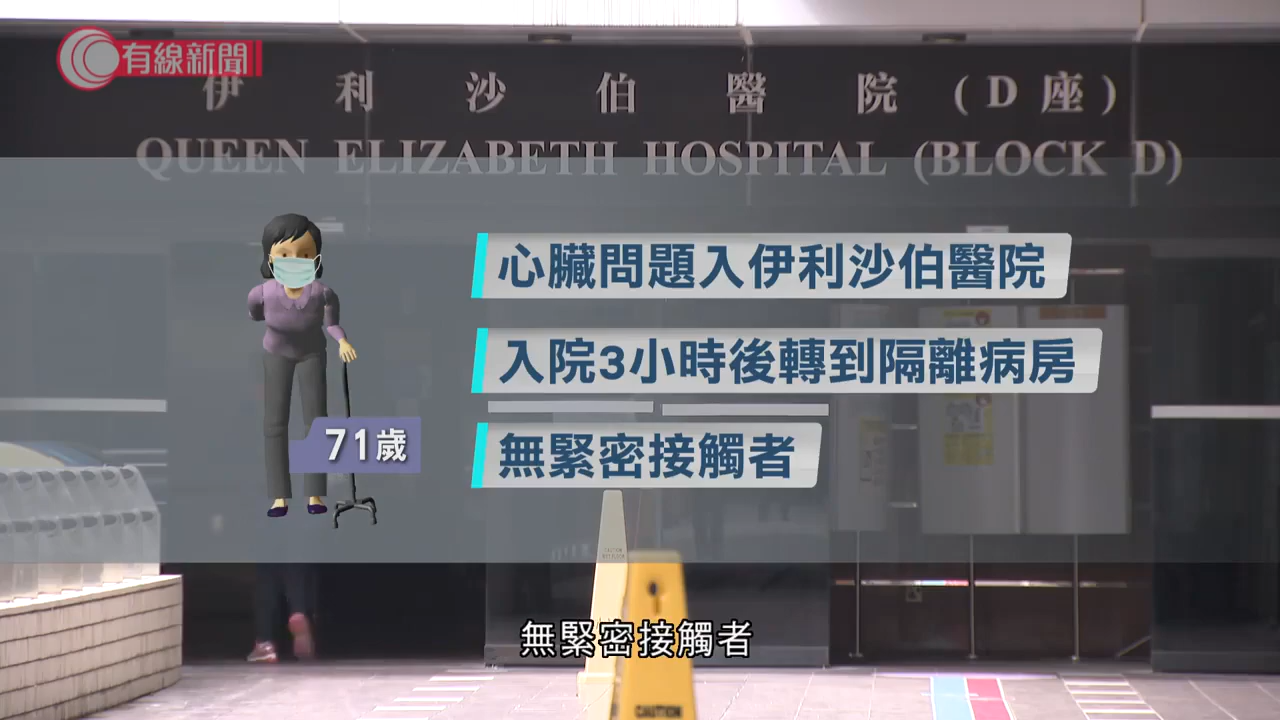 有線新聞
伊利沙伯醫院(D座)
QUEEN ELIZABETH HOSPITAL (BLOCK D)
心臟問題入伊利沙伯醫院
入院3小時後轉到隔離病房
71歲
無緊密接觸者
無緊密接觸者
CAUTION